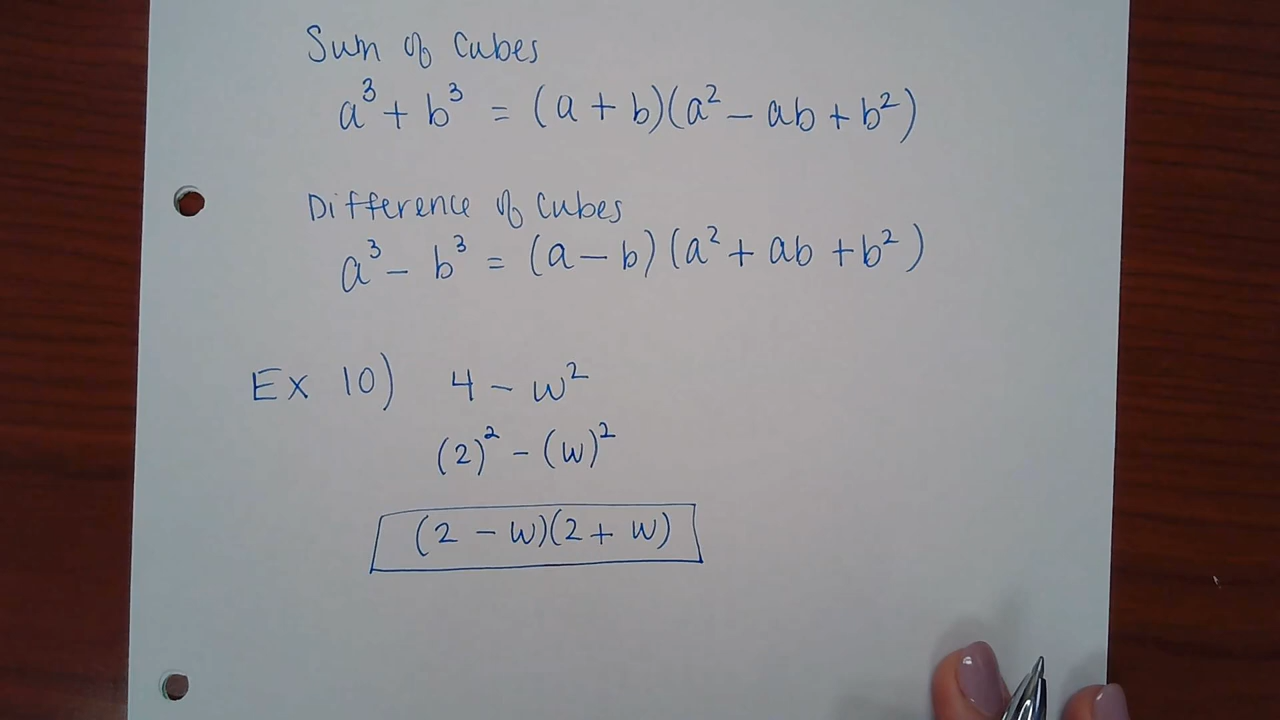 Sum of Cubes
a³ + b³ = (a + b)(a² – ab + b²)
Difference of Cubes
a³ – b³ = (a – b)(a² + ab + b²)
Ex 10) 4 – w²
(2)² – (w)²
(2 – w)(2 + w)